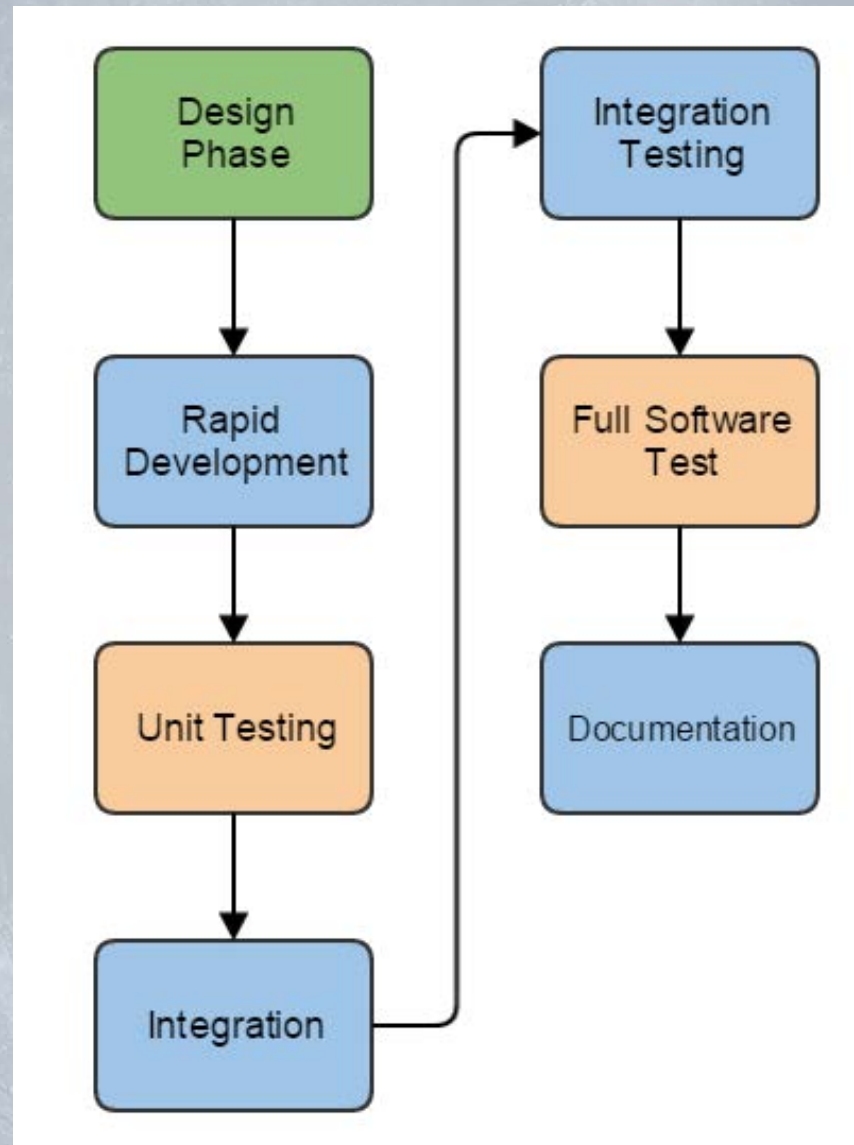 Design
Phase
Rapid
Development
Unit Testing
Integration
Integration
Testing
Full Software
Test
Documentation